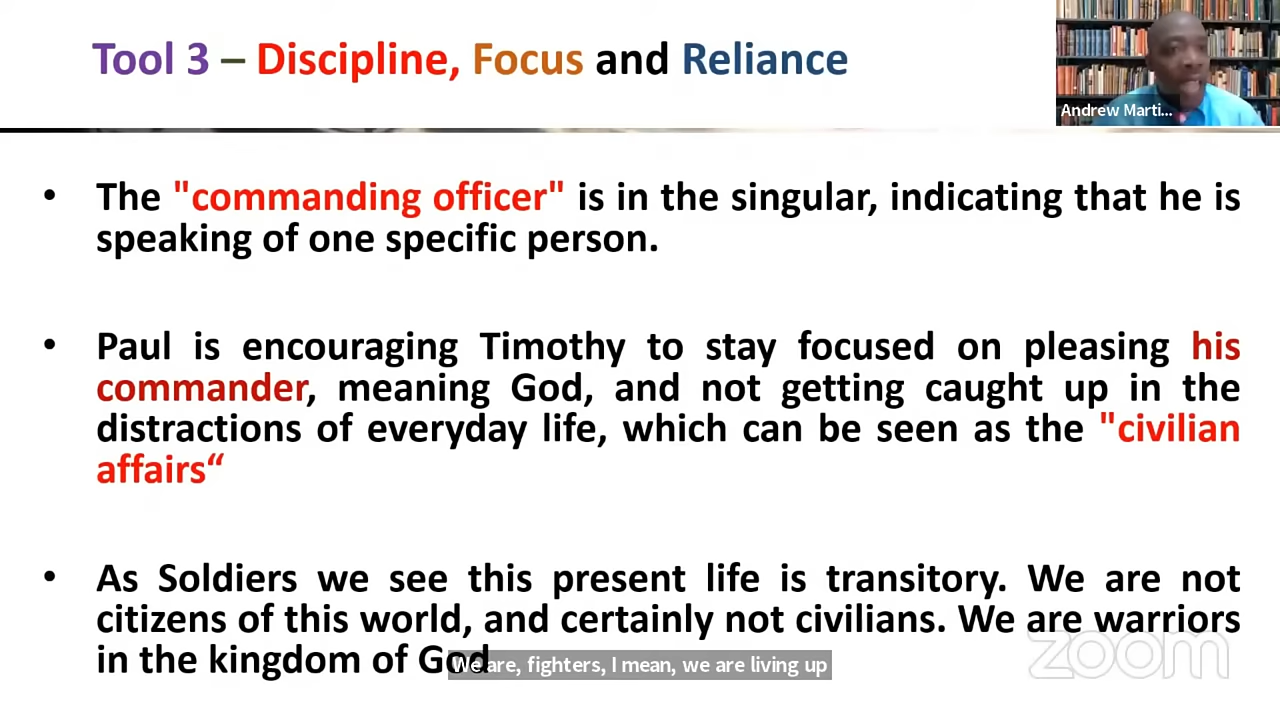 Tool 3 – Discipline, Focus and Reliance
Andrew Marti...
• The "commanding officer" is in the singular, indicating that he is
speaking of one specific person.
• Paul is encouraging Timothy to stay focused on pleasing his
commander, meaning God, and not getting caught up in the
distractions of everyday life, which can be seen as the "civilian
affairs“
• As Soldiers we see this present life is transitory. We are not
citizens of this world, and certainly not civilians. We are warriors
in the kingdom of God
We are, fighters, I mean, we are living up
zoom